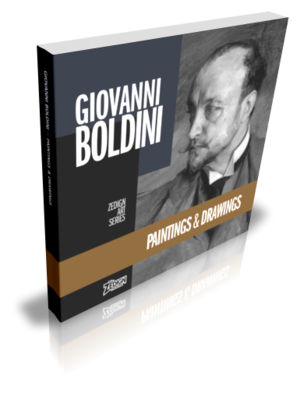 GIOVANNI
BOLDINI
ZEDIGN
ART
SERIES
PAINTINGS & DRAWINGS
GIOVANNI BOLDINI - PAINTINGS & DRAWINGS